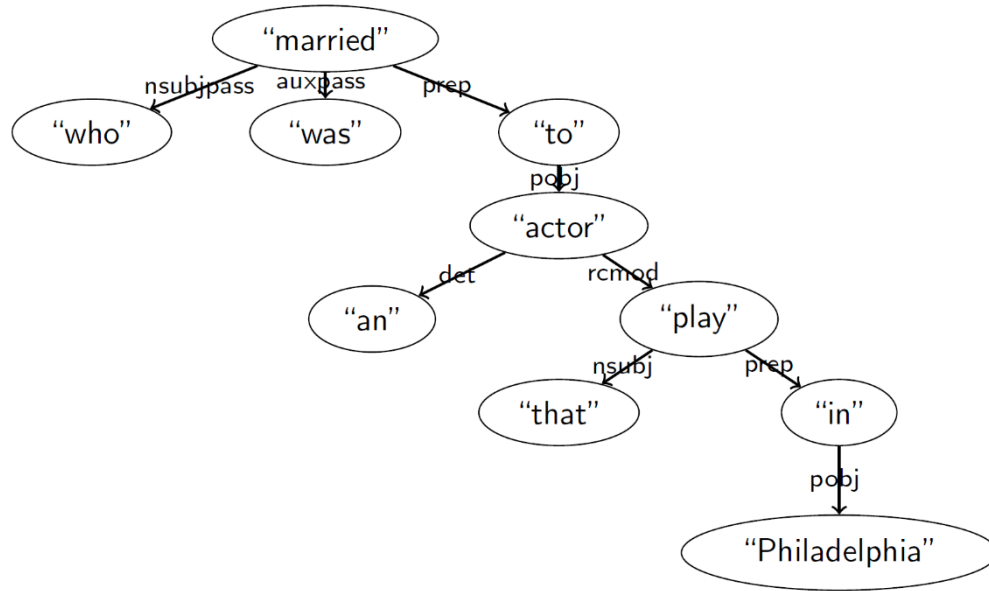 “married”
nsubjpass auxpass prep
“who” “was” “to”
pobj
“actor”
det rcmod
“an” “play”
nsubj prep
“that” “in”
pobj
“Philadelphia”